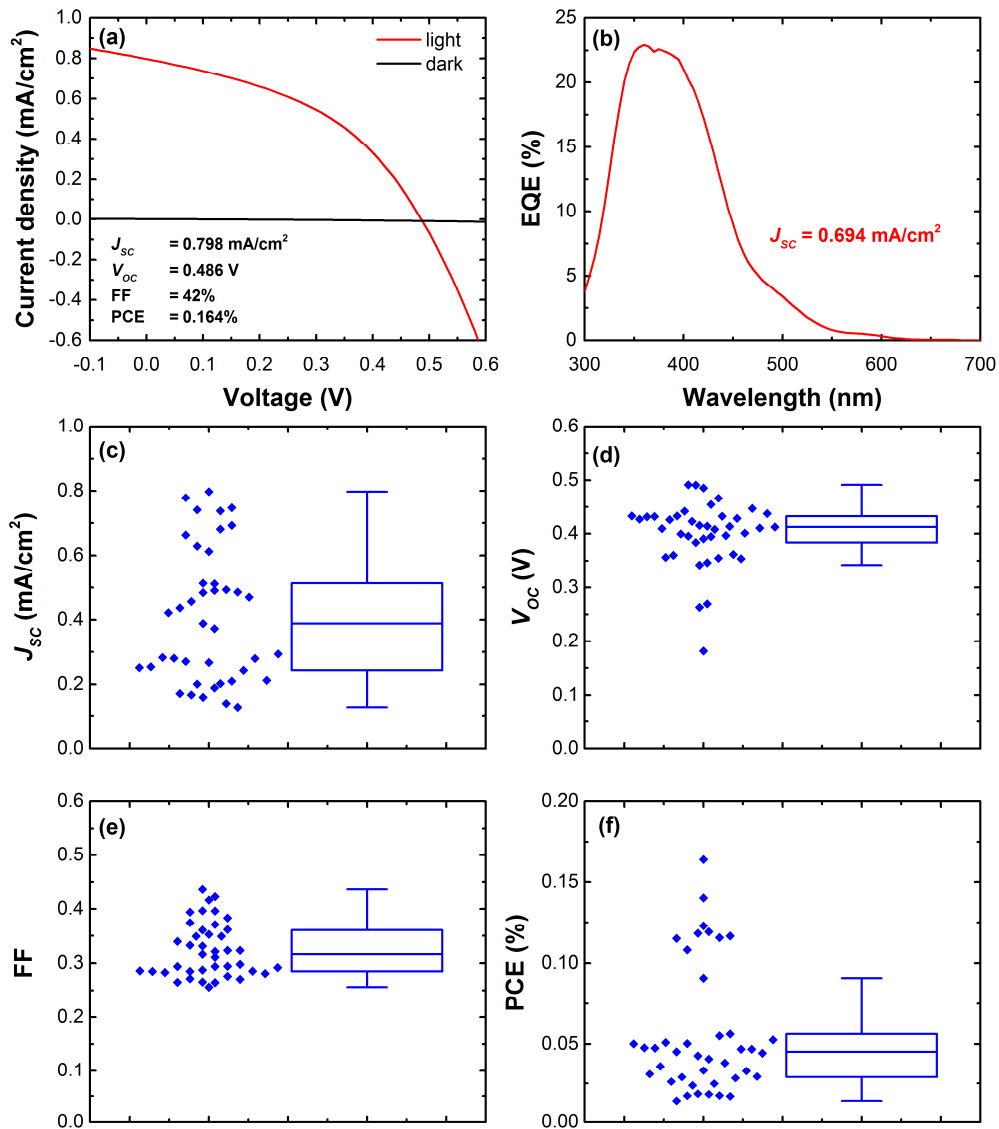 (a)
light
dark
1.0
0.8
0.6
0.4
0.2
0.0
-0.2
-0.4
-0.6
Current density (mA/cm²)
J_SC = 0.798 mA/cm²
V_OC = 0.486 V
FF = 42%
PCE = 0.164%
-0.1 0.0 0.1 0.2 0.3 0.4 0.5 0.6
Voltage (V)
(b)
25
20
15
10
5
0
EQE (%)
J_SC = 0.694 mA/cm²
300 400 500 600 700
Wavelength (nm)
(c)
1.0
0.8
0.6
0.4
0.2
0.0
J_SC (mA/cm²)
(d)
0.6
0.5
0.4
0.3
0.2
0.1
0.0
V_OC (V)
(e)
0.6
0.5
0.4
0.3
0.2
0.1
0.0
FF
(f)
0.20
0.15
0.10
0.05
0.00
PCE (%)